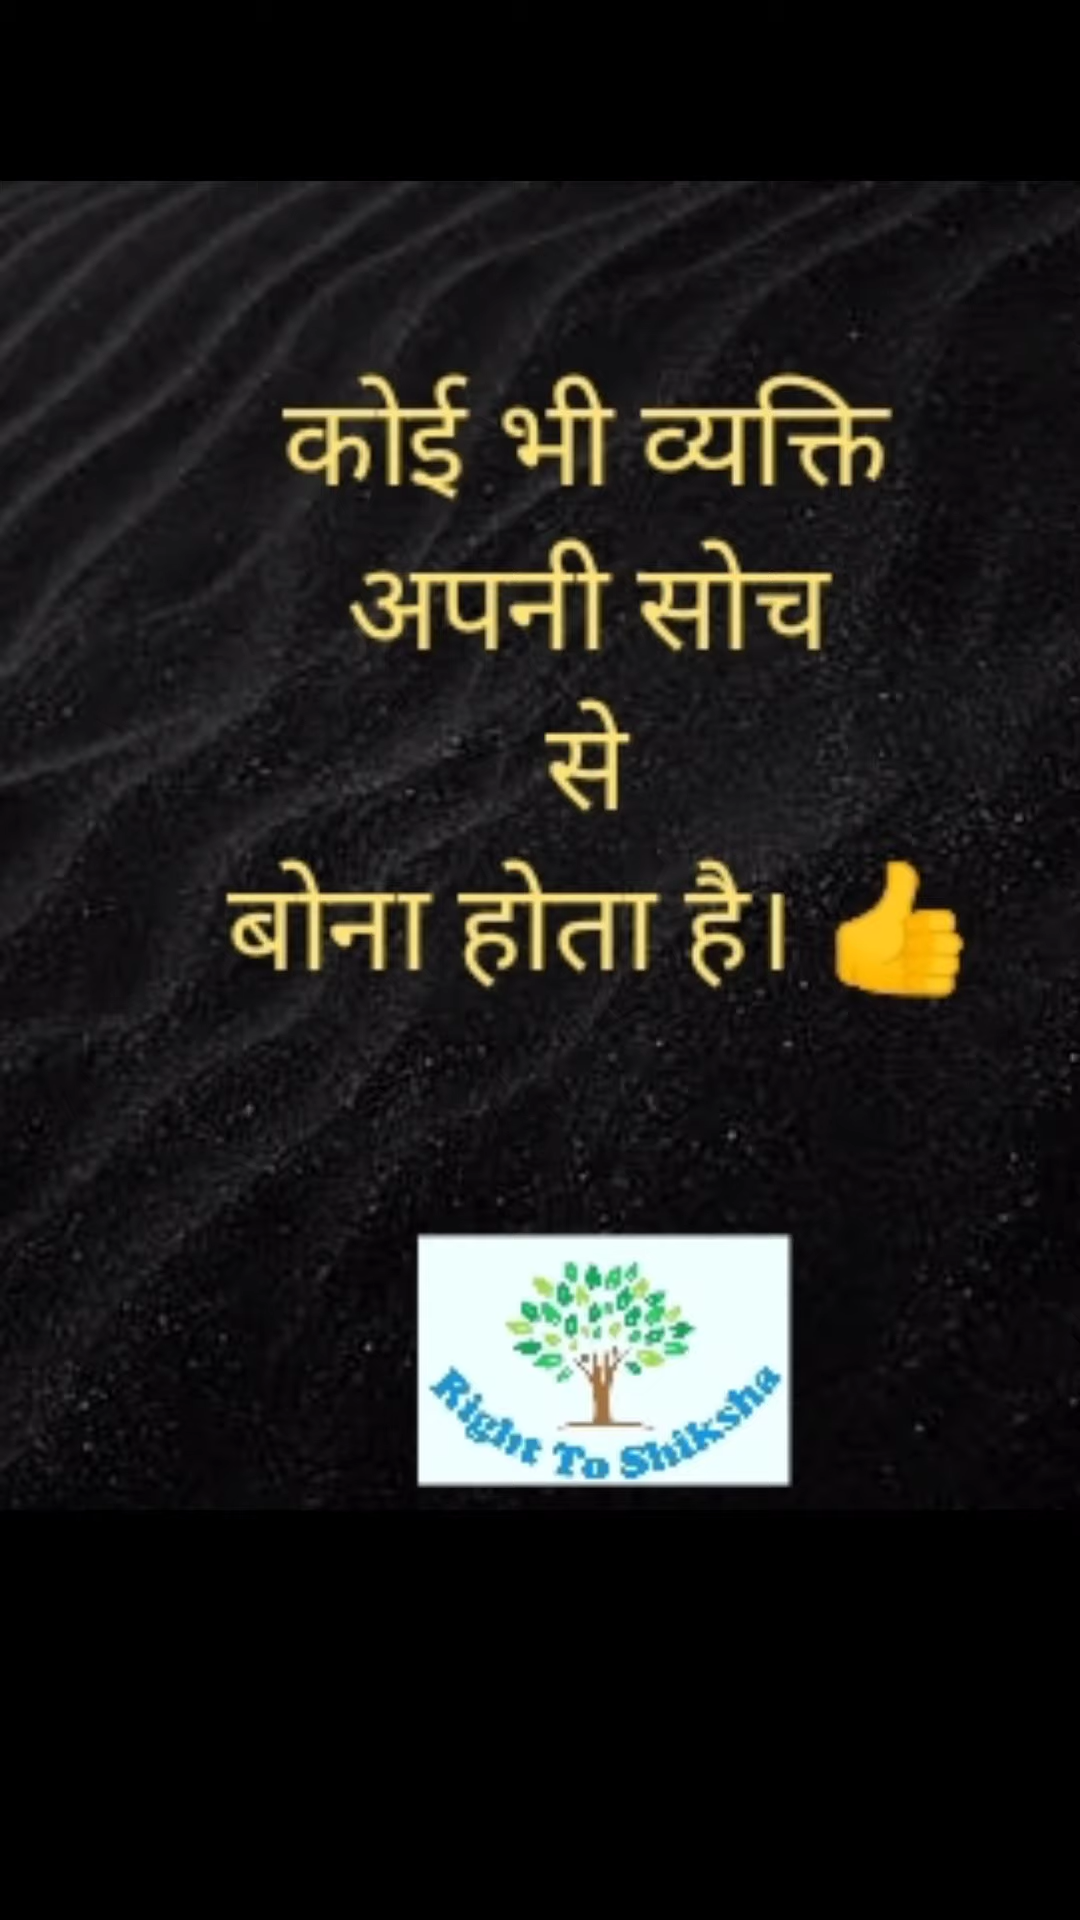 कोई भी व्यक्ति
अपनी सोच
से
बोना होता है। 👍
Right To Shiksha